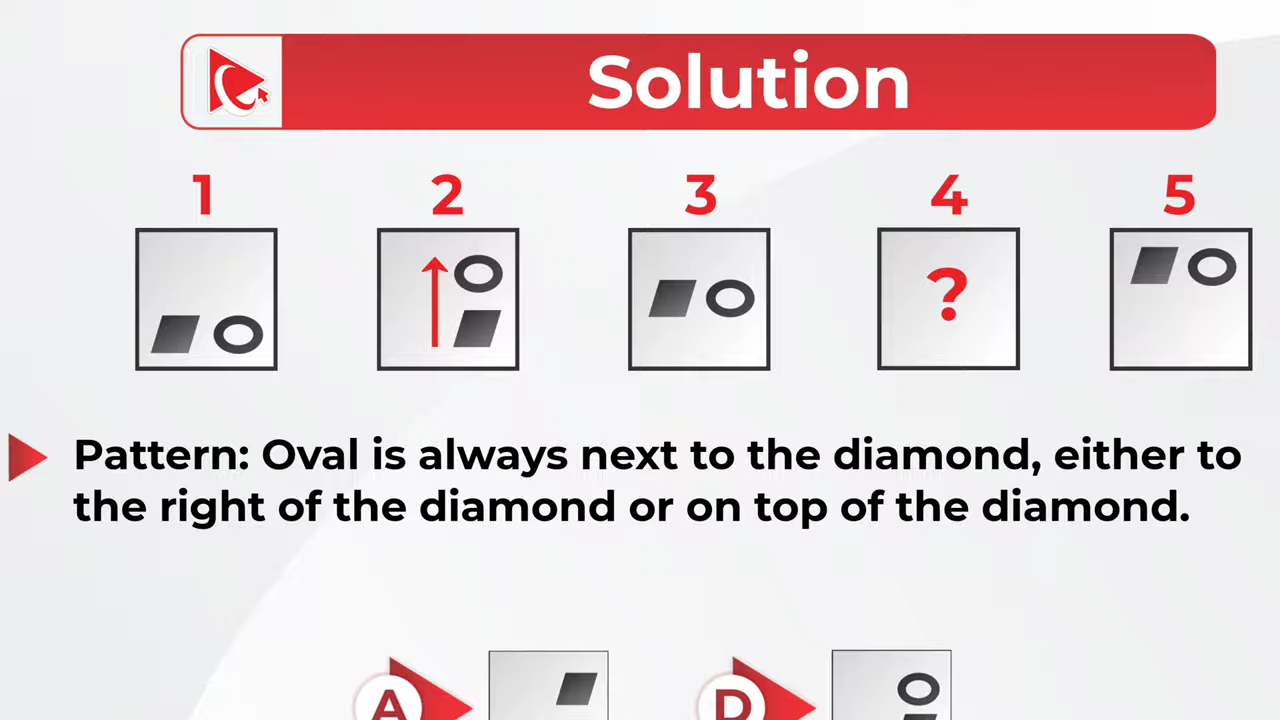 Solution
1 2 3 4 5
?
Pattern: Oval is always next to the diamond, either to
the right of the diamond or on top of the diamond.
A D